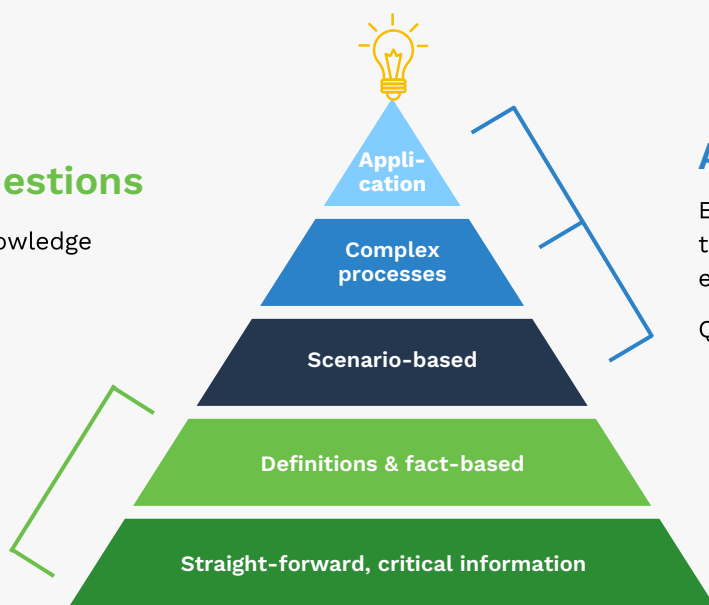 estions
owledge
Appli-
cation
Complex
processes
Scenario-based
Definitions & fact-based
Straight-forward, critical information
A
E
t
e
Q